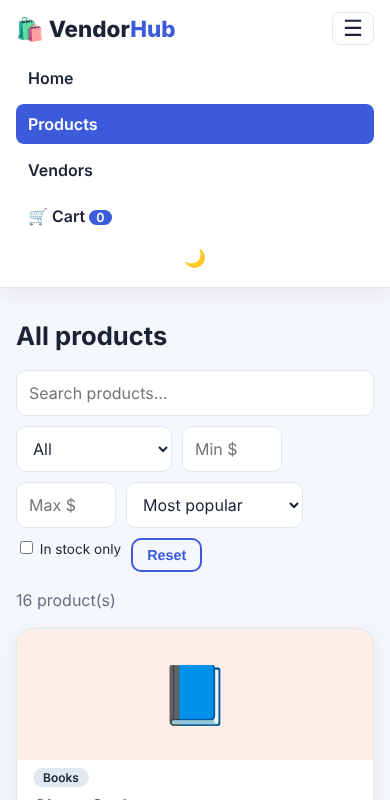 VendorHub
Home
Products
Vendors
Cart 0
All products
Search products...
All Min $
Max $ Most popular
In stock only Reset
16 product(s)
Books